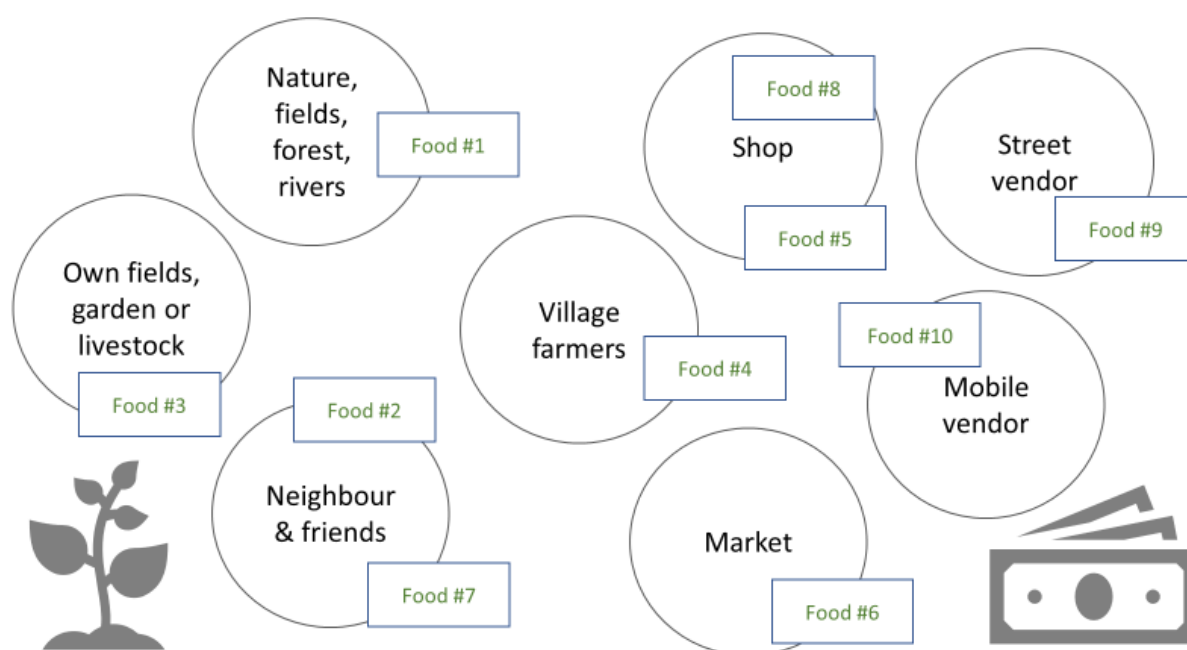 Nature,
fields,
forest,
rivers
Food #1
Own fields,
garden or
livestock
Food #3
Food #2
Neighbour
& friends
Food #7
Village
farmers
Food #4
Food #8
Shop
Food #5
Street
vendor
Food #9
Food #10
Mobile
vendor
Market
Food #6